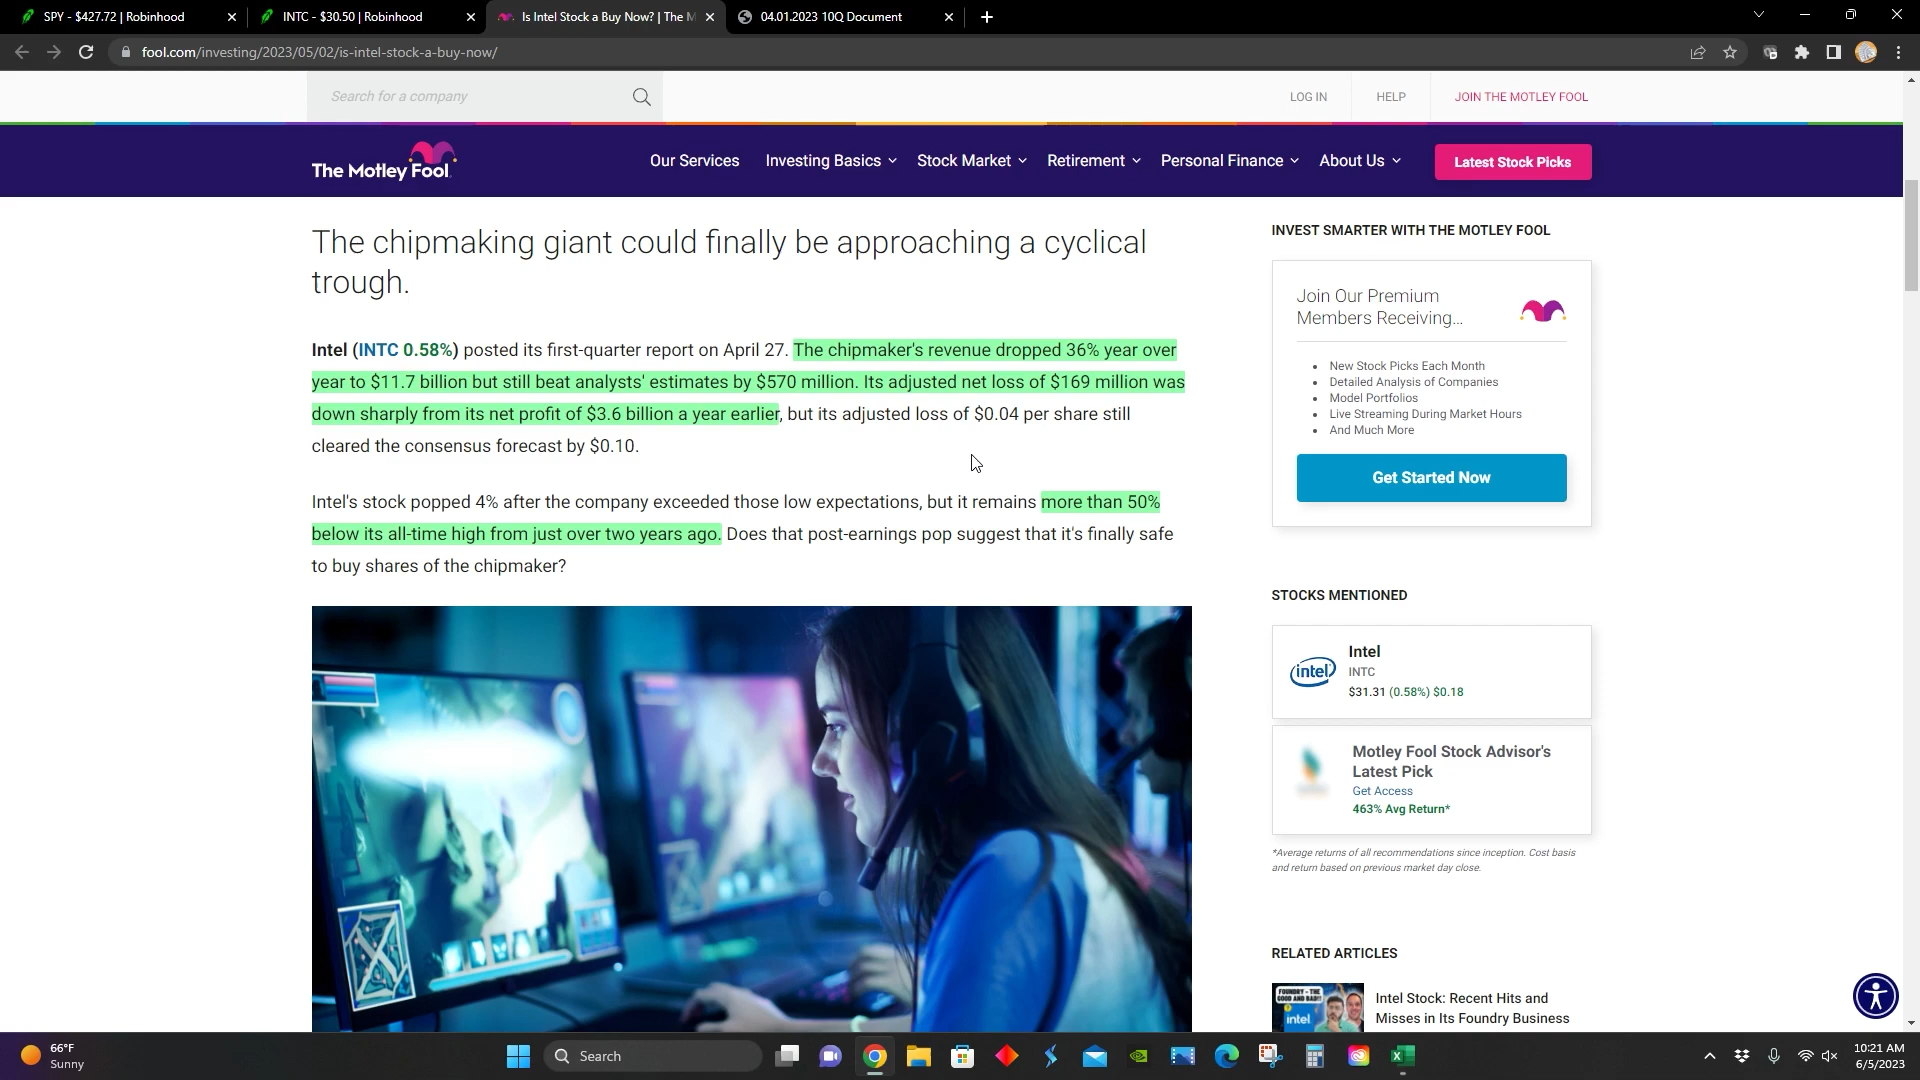 SPY - $427.72 | Robinhood
INTC - $30.50 | Robinhood
Is Intel Stock a Buy Now? | The M
04.01.2023 10Q Document
fool.com/investing/2023/05/02/is-intel-stock-a-buy-now/
Search for a company
LOG IN
HELP
JOIN THE MOTLEY FOOL
The Motley Fool
Our Services
Investing Basics
Stock Market
Retirement
Personal Finance
About Us
Latest Stock Picks
The chipmaking giant could finally be approaching a cyclical
trough.
Intel (INTC 0.58%) posted its first-quarter report on April 27. The chipmaker's revenue dropped 36% year over
year to $11.7 billion but still beat analysts' estimates by $570 million. Its adjusted net loss of $169 million was
down sharply from its net profit of $3.6 billion a year earlier, but its adjusted loss of $0.04 per share still
cleared the consensus forecast by $0.10.
Intel's stock popped 4% after the company exceeded those low expectations, but it remains more than 50%
below its all-time high from just over two years ago. Does that post-earnings pop suggest that it's finally safe
to buy shares of the chipmaker?
INVEST SMARTER WITH THE MOTLEY FOOL
Join Our Premium
Members Receiving...
• New Stock Picks Each Month
• Detailed Analysis of Companies
• Model Portfolios
• Live Streaming During Market Hours
• And Much More
Get Started Now
STOCKS MENTIONED
intel
Intel
INTC
$31.31 (0.58%) $0.18
Motley Fool Stock Advisor's
Latest Pick
Get Access
463% Avg Return*
*Average returns of all recommendations since inception. Cost basis
and return based on previous market day close.
RELATED ARTICLES
FOUNDRY - THE
GOOD AND BAD!!
intel
Intel Stock: Recent Hits and
Misses in Its Foundry Business
66°F
Sunny
Search
10:21 AM
6/5/2023